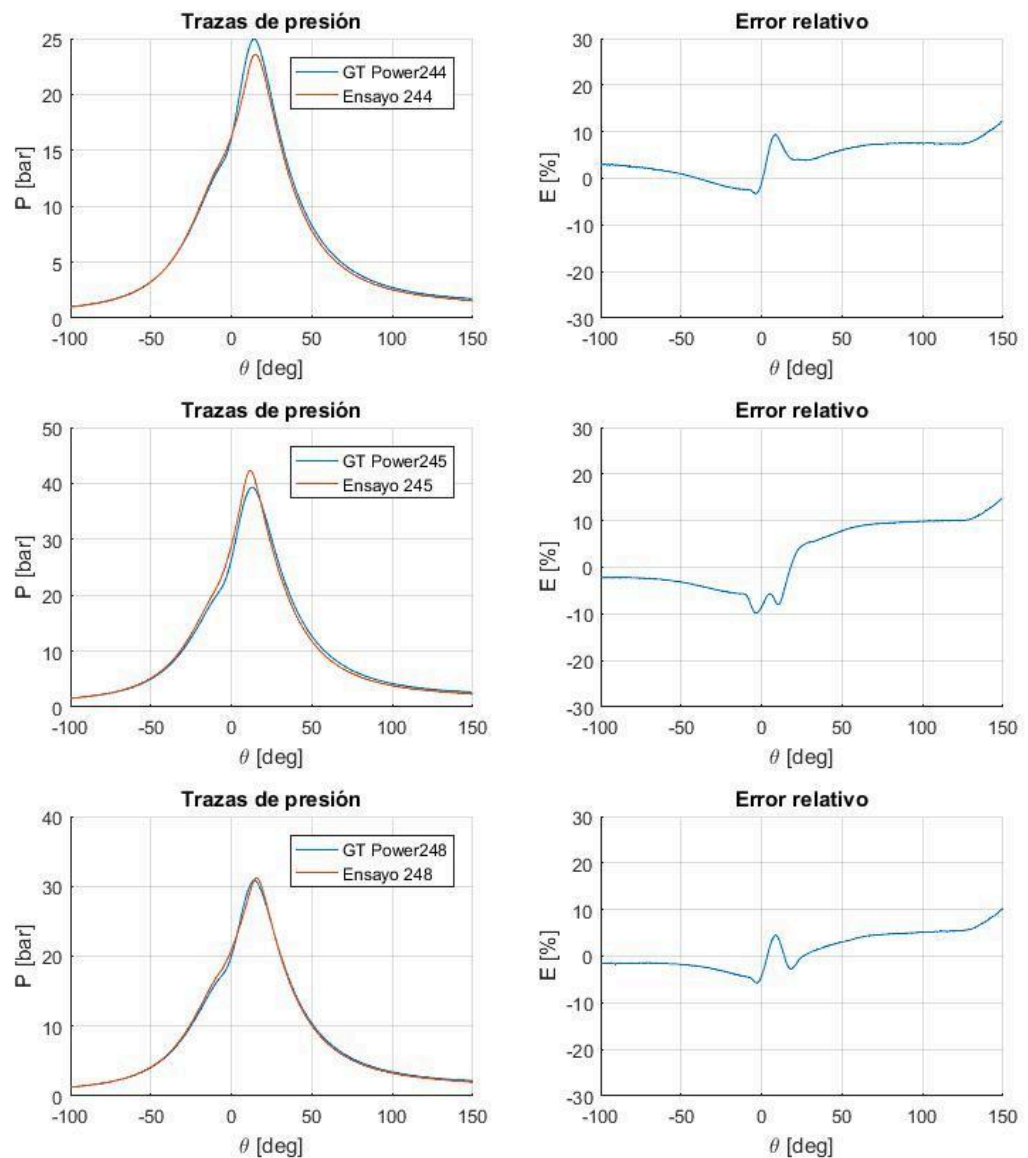 Trazas de presión
25
20
15
10
5
0
P [bar]
-100 -50 0 50 100 150
θ [deg]
GT Power244
Ensayo 244
Error relativo
30
20
10
0
-10
-20
-30
E [%]
-100 -50 0 50 100 150
θ [deg]
Trazas de presión
50
40
30
20
10
0
P [bar]
-100 -50 0 50 100 150
θ [deg]
GT Power245
Ensayo 245
Error relativo
30
20
10
0
-10
-20
-30
E [%]
-100 -50 0 50 100 150
θ [deg]
Trazas de presión
40
30
20
10
0
P [bar]
-100 -50 0 50 100 150
θ [deg]
GT Power248
Ensayo 248
Error relativo
30
20
10
0
-10
-20
-30
E [%]
-100 -50 0 50 100 150
θ [deg]